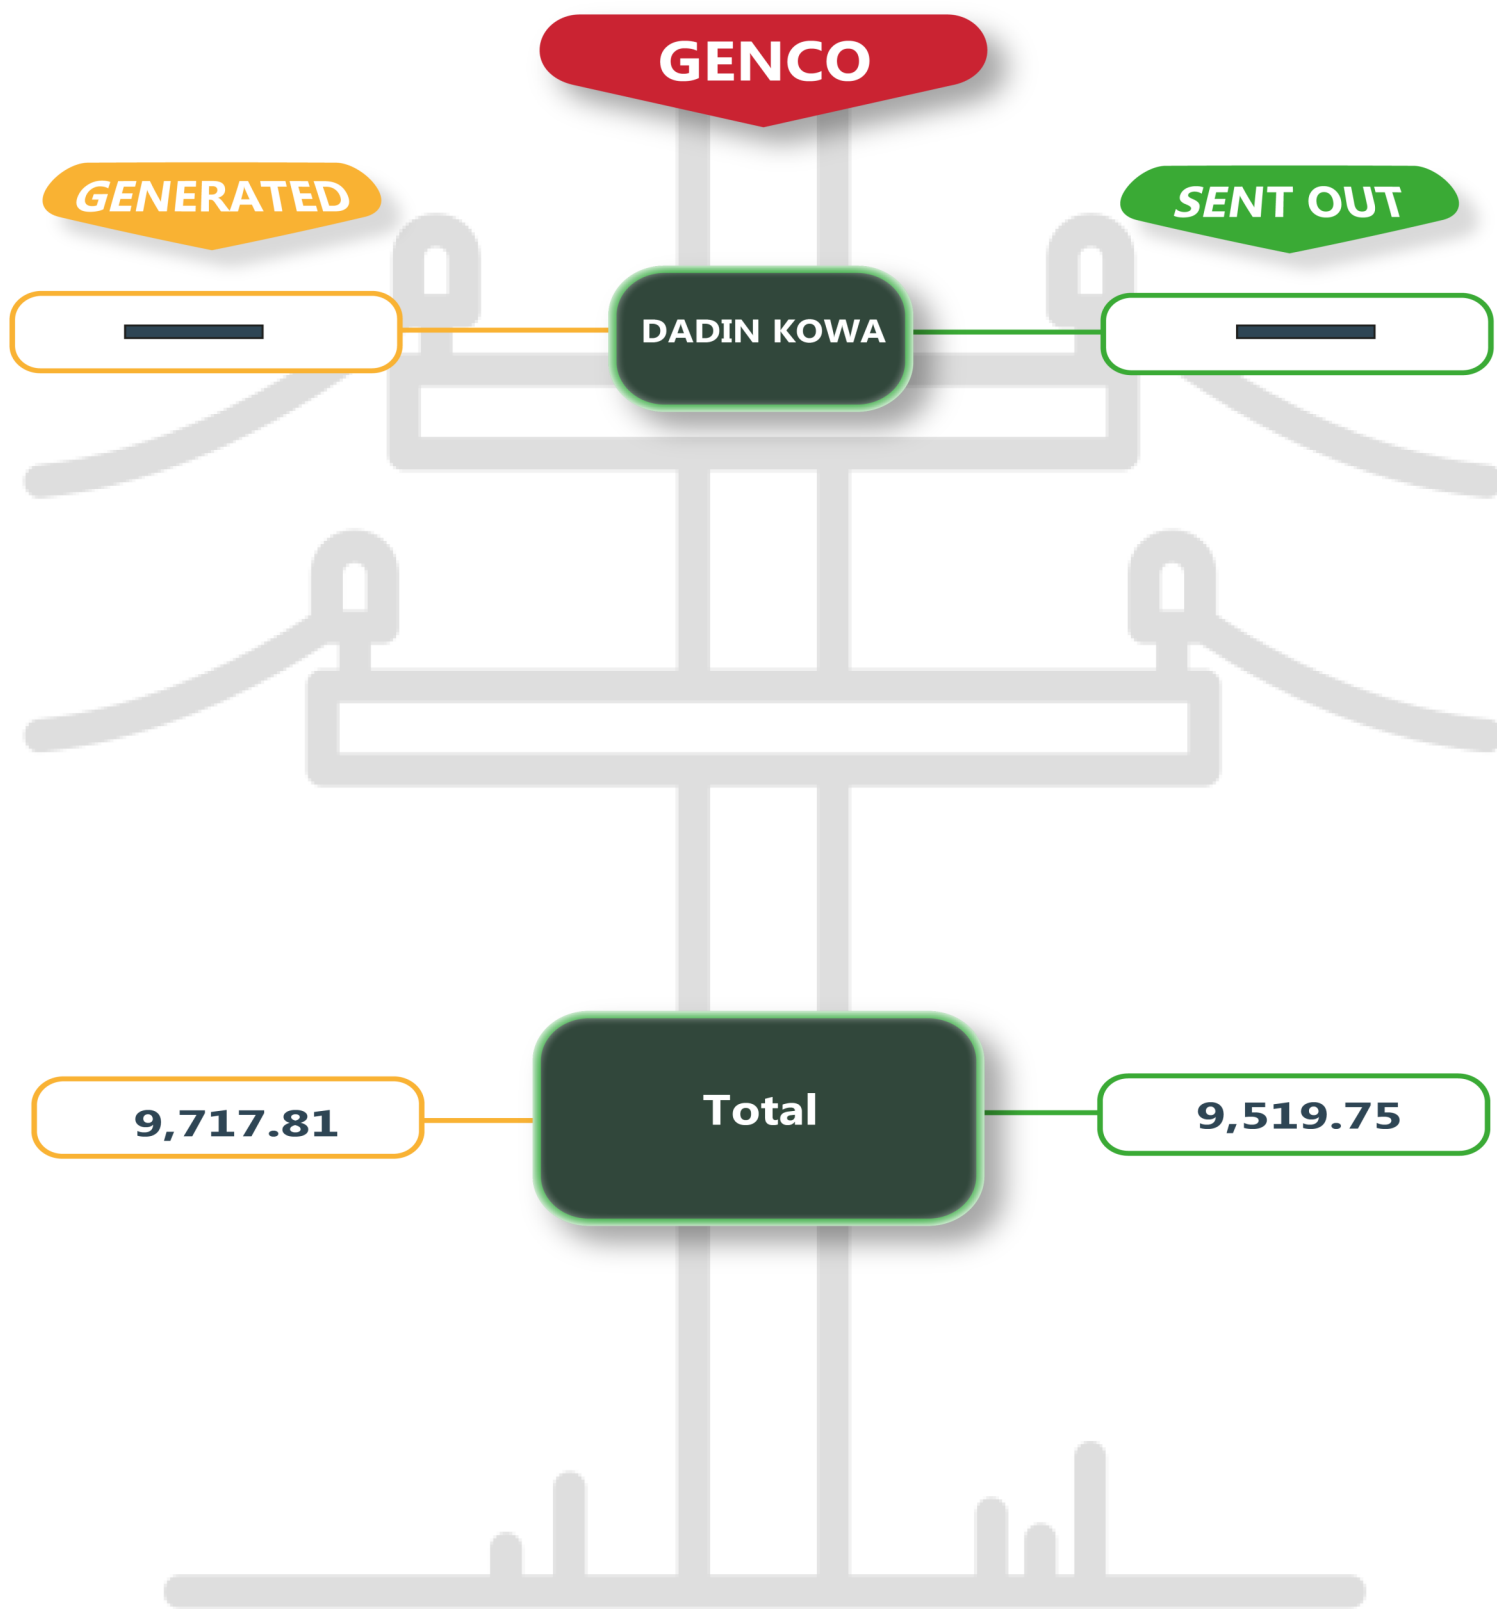 GENCO
GENERATED
SENT OUT
DADIN KOWA
Total
9,717.81
9,519.75